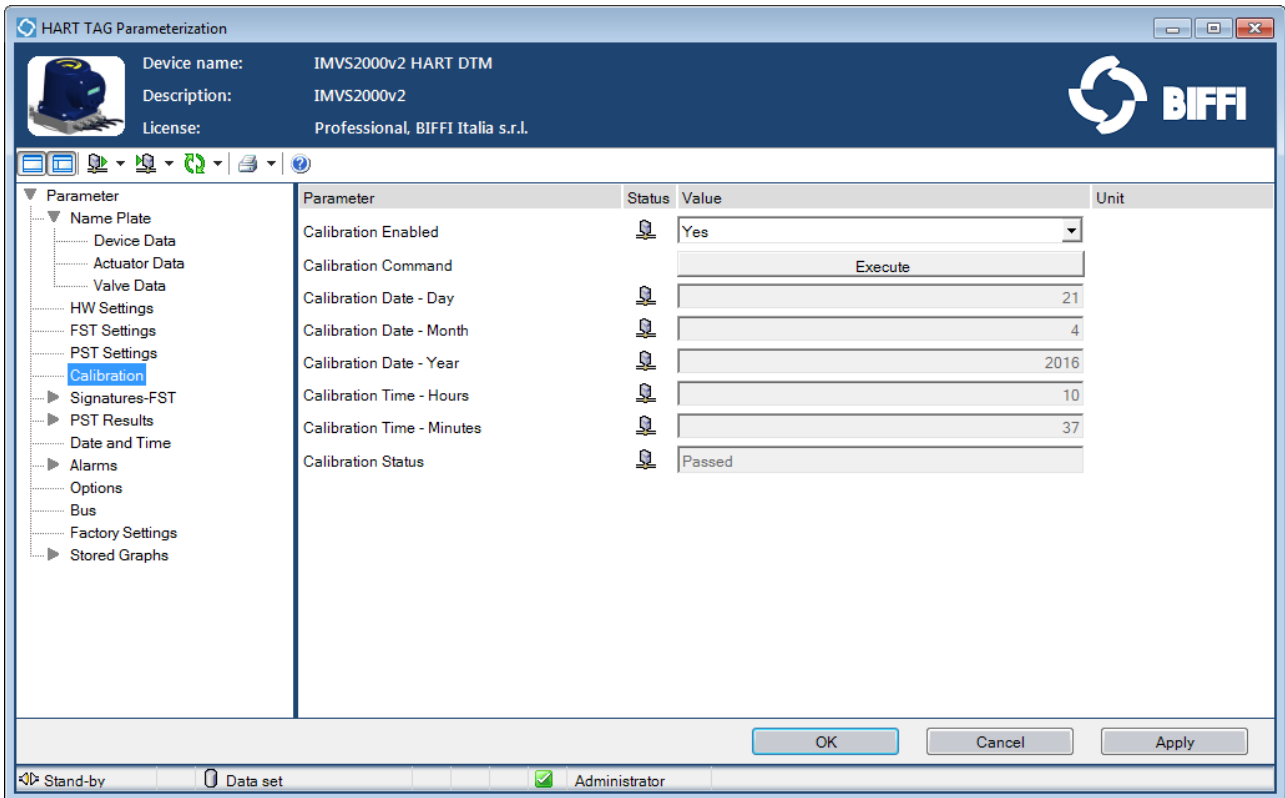 HART TAG Parameterization
Device name: IMVS2000v2 HART DTM
Description: IMVS2000v2
License: Professional, BIFFI Italia s.r.l.
BIFFI
Parameter
Name Plate
Device Data
Actuator Data
Valve Data
HW Settings
FST Settings
PST Settings
Calibration
Signatures-FST
PST Results
Date and Time
Alarms
Options
Bus
Factory Settings
Stored Graphs
Parameter Status Value Unit
Calibration Enabled Yes
Calibration Command Execute
Calibration Date - Day 21
Calibration Date - Month 4
Calibration Date - Year 2016
Calibration Time - Hours 10
Calibration Time - Minutes 37
Calibration Status Passed
OK Cancel Apply
Stand-by Data set Administrator